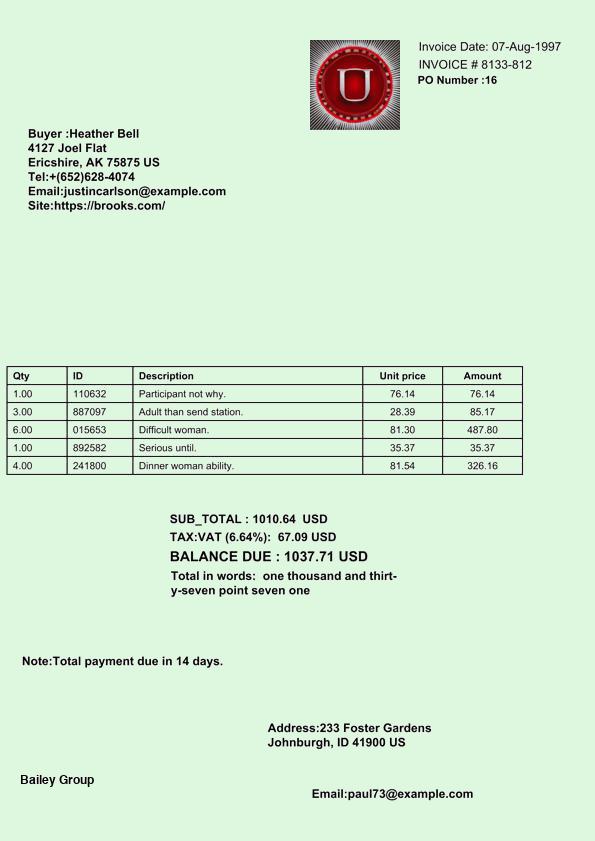 U
Invoice Date: 07-Aug-1997
INVOICE # 8133-812
PO Number :16
Buyer :Heather Bell
4127 Joel Flat
Ericshire, AK 75875 US
Tel:+(652)628-4074
Email:justincarlson@example.com
Site:https://brooks.com/
Qty ID Description Unit price Amount
1.00 110632 Participant not why. 76.14 76.14
3.00 887097 Adult than send station. 28.39 85.17
6.00 015653 Difficult woman. 81.30 487.80
1.00 892582 Serious until. 35.37 35.37
4.00 241800 Dinner woman ability. 81.54 326.16
SUB_TOTAL : 1010.64 USD
TAX:VAT (6.64%): 67.09 USD
BALANCE DUE : 1037.71 USD
Total in words: one thousand and thirt-
y-seven point seven one
Note:Total payment due in 14 days.
Address:233 Foster Gardens
Johnburgh, ID 41900 US
Bailey Group
Email:paul73@example.com